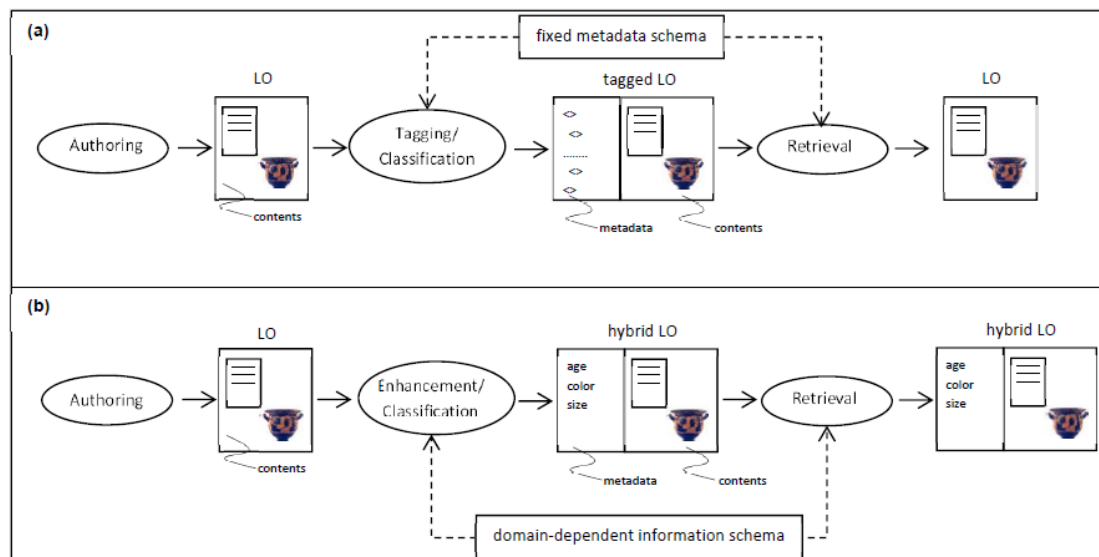 (a)
fixed metadata schema
LO
tagged LO
LO
Authoring
Tagging/
Classification
<>
<>
........
<>
<>
Retrieval
contents
metadata
contents
(b)
LO
hybrid LO
hybrid LO
Authoring
Enhancement/
Classification
age
color
size
Retrieval
age
color
size
contents
metadata
contents
domain-dependent information schema